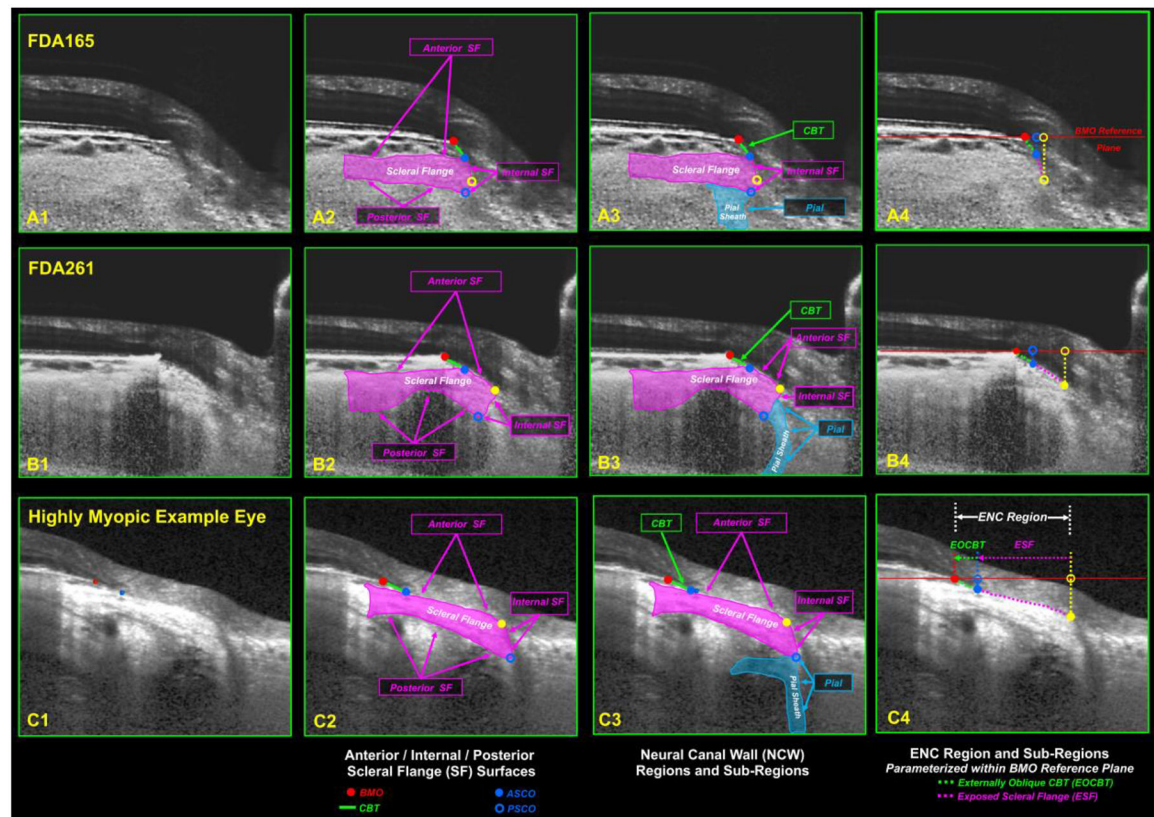 FDA165
A1
Anterior SF
Scleral Flange
Internal SF
Posterior SF
A2
CBT
Scleral Flange
Internal SF
Pial
Sheath
Pial
A3
BMO Reference
Plane
A4
FDA261
B1
Anterior SF
Scleral Flange
Internal SF
Posterior SF
B2
CBT
Anterior SF
Scleral Flange
Internal SF
Pial
Pial Sheath
B3
B4
Highly Myopic Example Eye
C1
Anterior SF
Internal SF
Scleral Flange
Posterior SF
C2
CBT
Anterior SF
Internal SF
Scleral Flange
Pial
Pial Sheath
C3
ENC Region
EOCBT
ESF
C4
Anterior / Internal / Posterior
Scleral Flange (SF) Surfaces
BMO
ASCO
CBT
PSCO
Neural Canal Wall (NCW)
Regions and Sub-Regions
ENC Region and Sub-Regions
Parameterized within BMO Reference Plane
Externally Oblique CBT (EOCBT)
Exposed Scleral Flange (ESF)